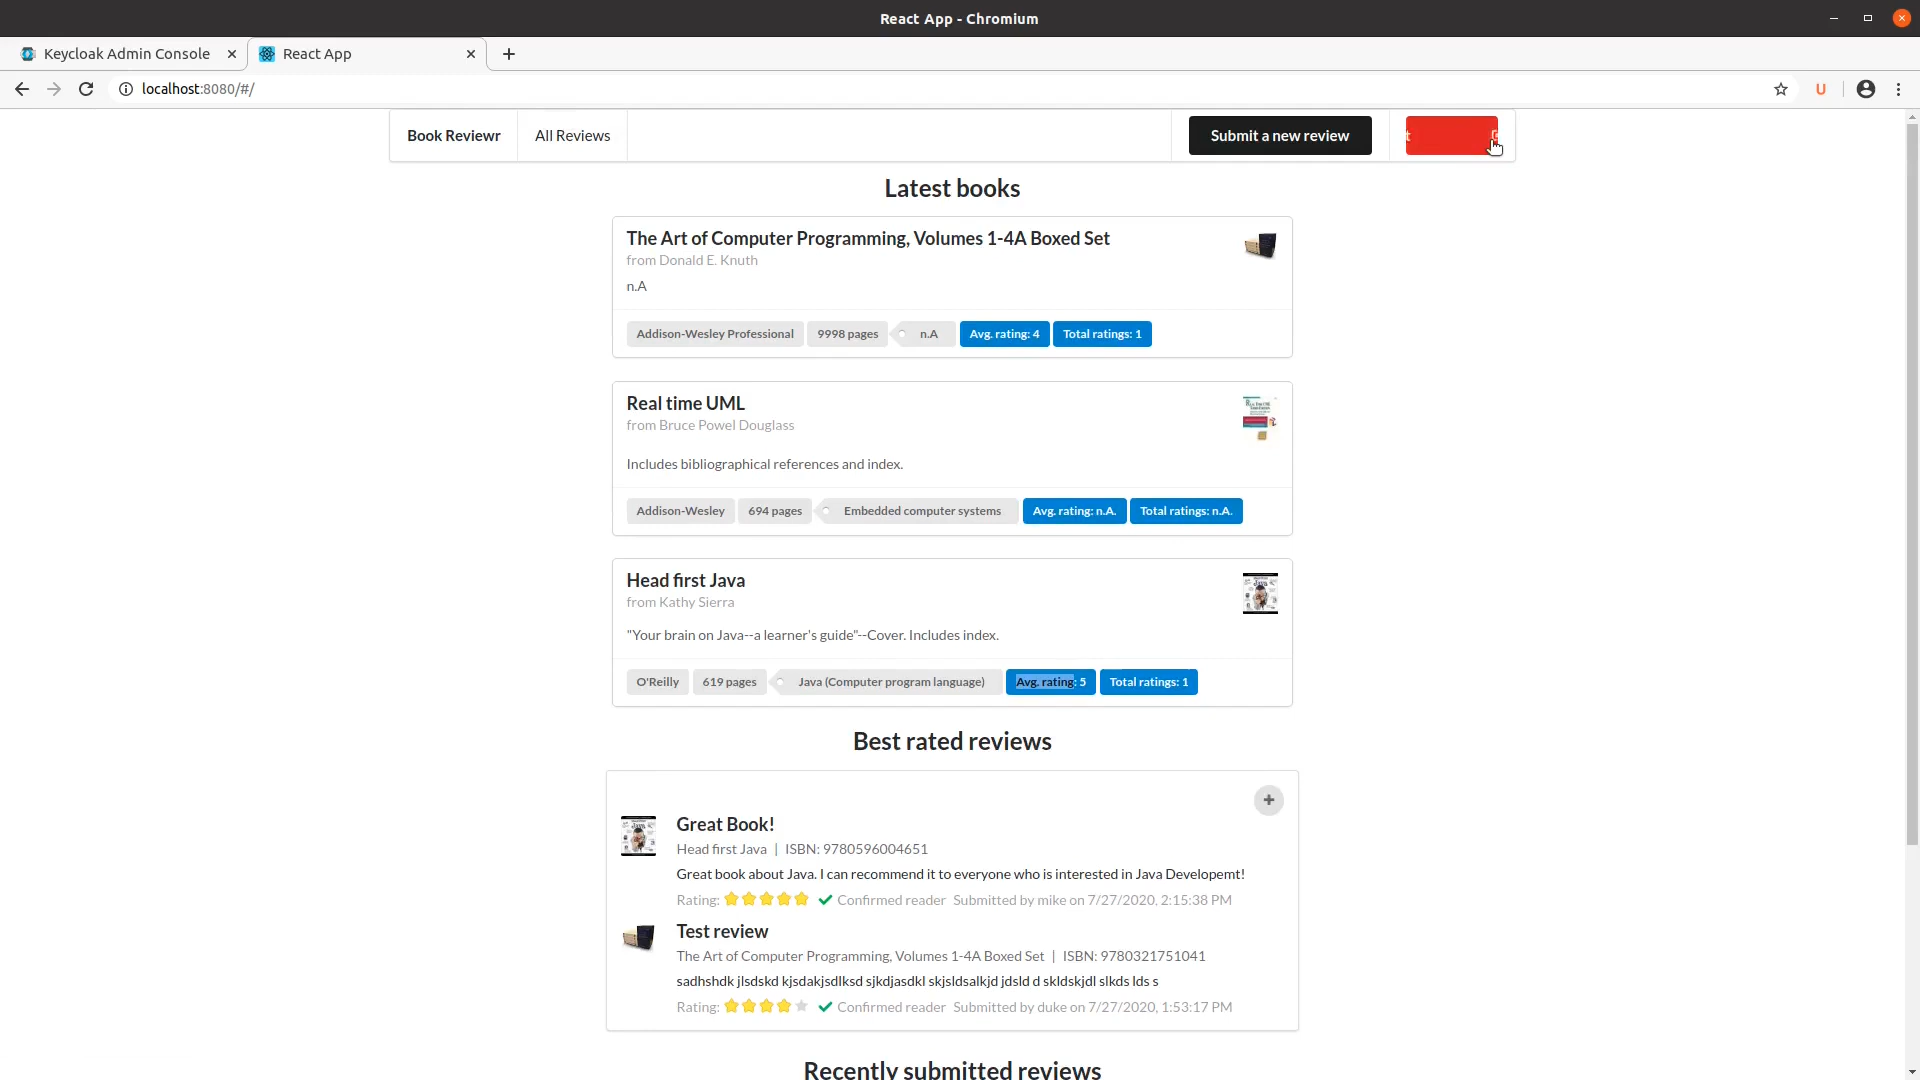 React App - Chromium
Keycloak Admin Console
React App
localhost:8080/#/
Book Reviewr
All Reviews
Submit a new review
Latest books
The Art of Computer Programming, Volumes 1-4A Boxed Set
from Donald E. Knuth
n.A
Addison-Wesley Professional
9998 pages
n.A
Avg. rating: 4
Total ratings: 1
Real time UML
from Bruce Powel Douglass
Includes bibliographical references and index.
Addison-Wesley
694 pages
Embedded computer systems
Avg. rating: n.A.
Total ratings: n.A.
Head first Java
from Kathy Sierra
"Your brain on Java--a learner's guide"--Cover. Includes index.
O'Reilly
619 pages
Java (Computer program language)
Avg. rating: 5
Total ratings: 1
Best rated reviews
Great Book!
Head first Java | ISBN: 9780596004651
Great book about Java. I can recommend it to everyone who is interested in Java Developemt!
Rating: Confirmed reader Submitted by mike on 7/27/2020, 2:15:38 PM
Test review
The Art of Computer Programming, Volumes 1-4A Boxed Set | ISBN: 9780321751041
sadhshdk jlsdskd kjsdakjsdlksd sjkdjasdkl skjsldsalkjd jdsld d skldskjdl slkds lds s
Rating: Confirmed reader Submitted by duke on 7/27/2020, 1:53:17 PM
Recently submitted reviews